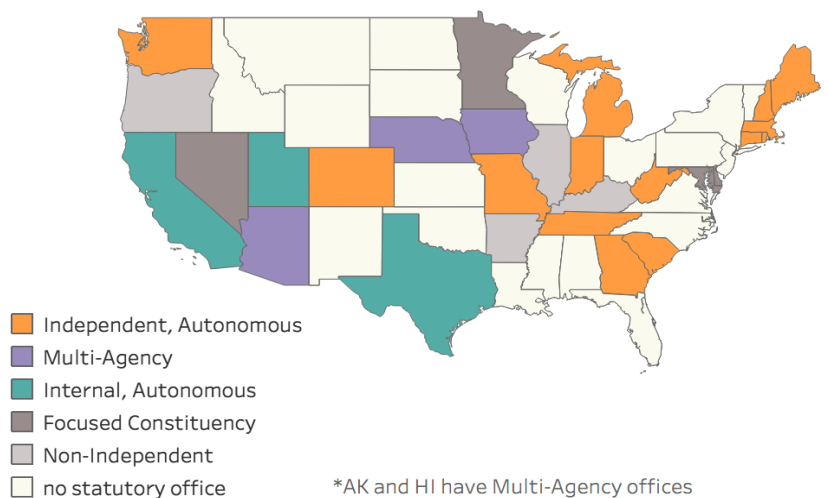 Independent, Autonomous
Multi-Agency
Internal, Autonomous
Focused Constituency
Non-Independent
no statutory office
*AK and HI have Multi-Agency offices